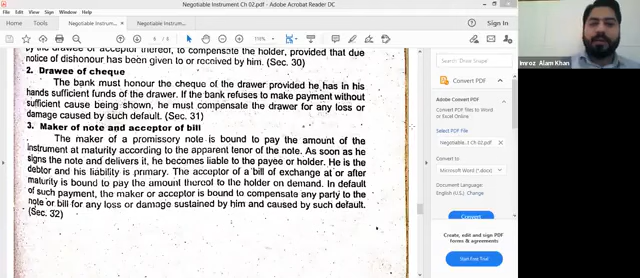 Negotiable Instrument Ch 02.pdf - Adobe Acrobat Reader DC
Home
Tools
Negotiable Instrum...
Negotiable Instrum...
Sign In
6 / 8
110%
by the drawee or acceptor thereof, to compensate the holder, provided that due
notice of dishonour has been given to or received by him. (Sec. 30)
2. Drawee of cheque
The bank must honour the cheque of the drawer provided he has in his
hands sufficient funds of the drawer. If the bank refuses to make payment without
sufficient cause being shown, he must compensate the drawer for any loss or
damage caused by such default. (Sec. 31)
3. Maker of note and acceptor of bill
The maker of a promissory note is bound to pay the amount of the
instrument at maturity according to the apparent tenor of the note. As soon as he
signs the note and delivers it, he becomes liable to the payee or holder. He is the
debtor and his liability is primary. The acceptor of a bill of exchange at or after
maturity is bound to pay the amount thereof to the holder on demand. In default
of such payment, the maker or acceptor is bound to compensate any party to the
note or bill for any loss or damage sustained by him and caused by such default.
(Sec. 32)
Convert PDF
Adobe Convert PDF
Convert PDF Files to Word
or Excel Online
Select PDF File
Negotiable...t Ch 02.pdf
Convert to
Microsoft Word (*.docx)
Document Language:
English (U.S.) Change
Convert
Create, edit and sign PDF
forms & agreements
Start Free Trial
Imroz Alam Khan